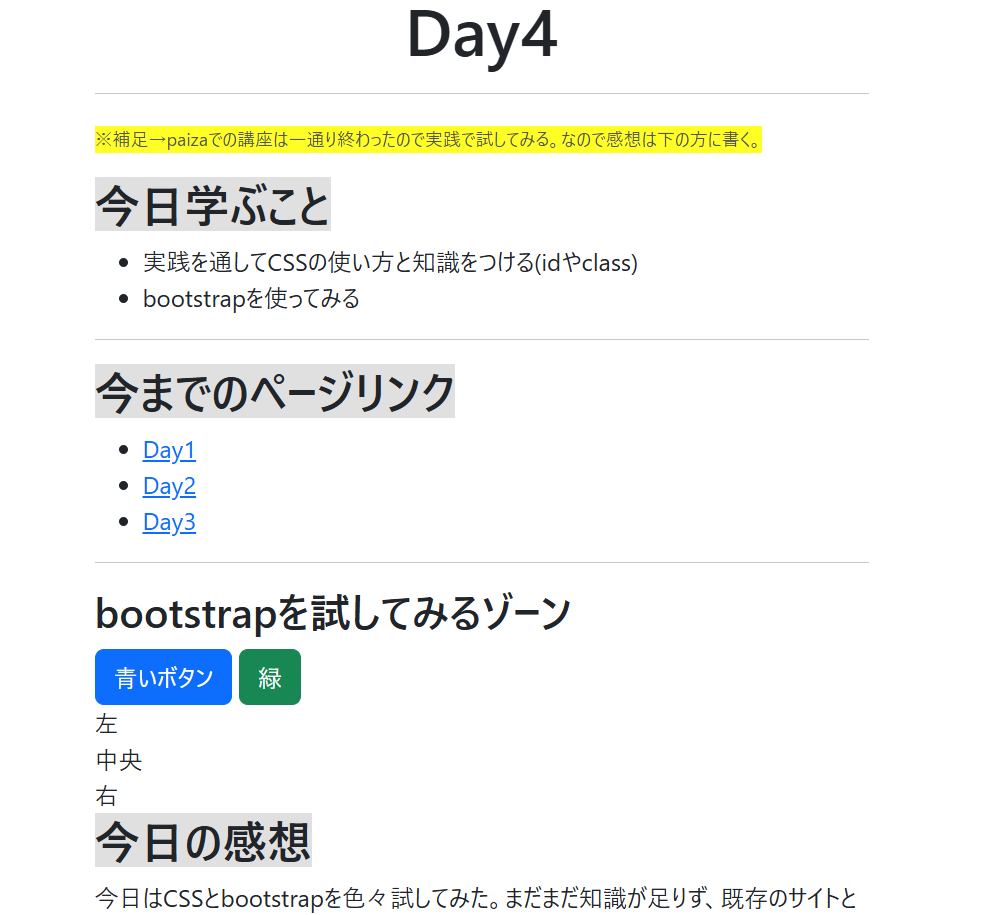 Day4
※補足→paizaでの講座は一通り終わったので実践で試してみる。なので感想は下の方に書く。
今日学ぶこと
実践を通してCSSの使い方と知識をつける(idやclass)
bootstrapを使ってみる
今までのページリンク
Day1
Day2
Day3
bootstrapを試してみるゾーン
青いボタン 緑
左
中央
右
今日の感想
今日はCSSとbootstrapを色々試してみた。まだまだ知識が足りず、既存のサイトと